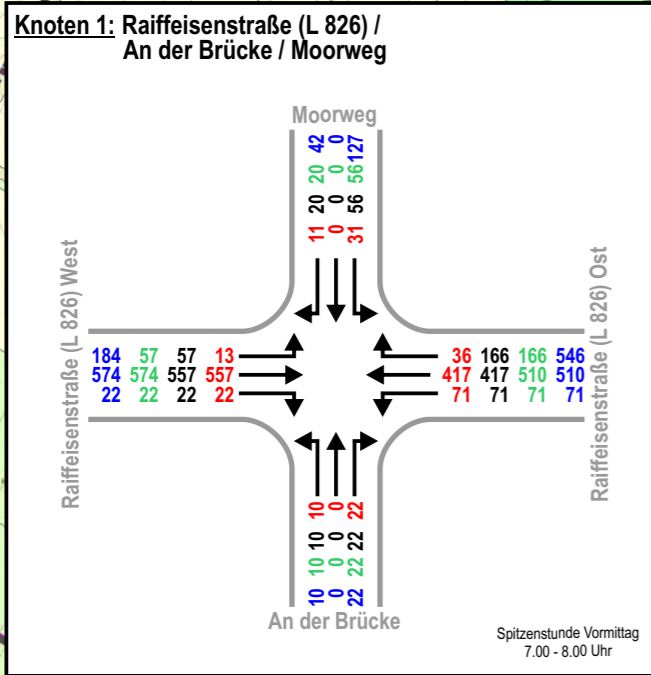 Knoten 1: Raiffeisenstraße (L 826) /
An der Brücke / Moorweg
Moorweg
42 0 127
20 0 56
20 0 56
11 0 31
Raiffeisenstraße (L 826) West
184 57 57 13
574 574 557 557
22 22 22 22
36 166 166 546
417 417 510 510
71 71 71 71
Raiffeisenstraße (L 826) Ost
10 0 22
10 0 22
10 0 22
10 0 22
An der Brücke
Spitzenstunde Vormittag
7.00 - 8.00 Uhr